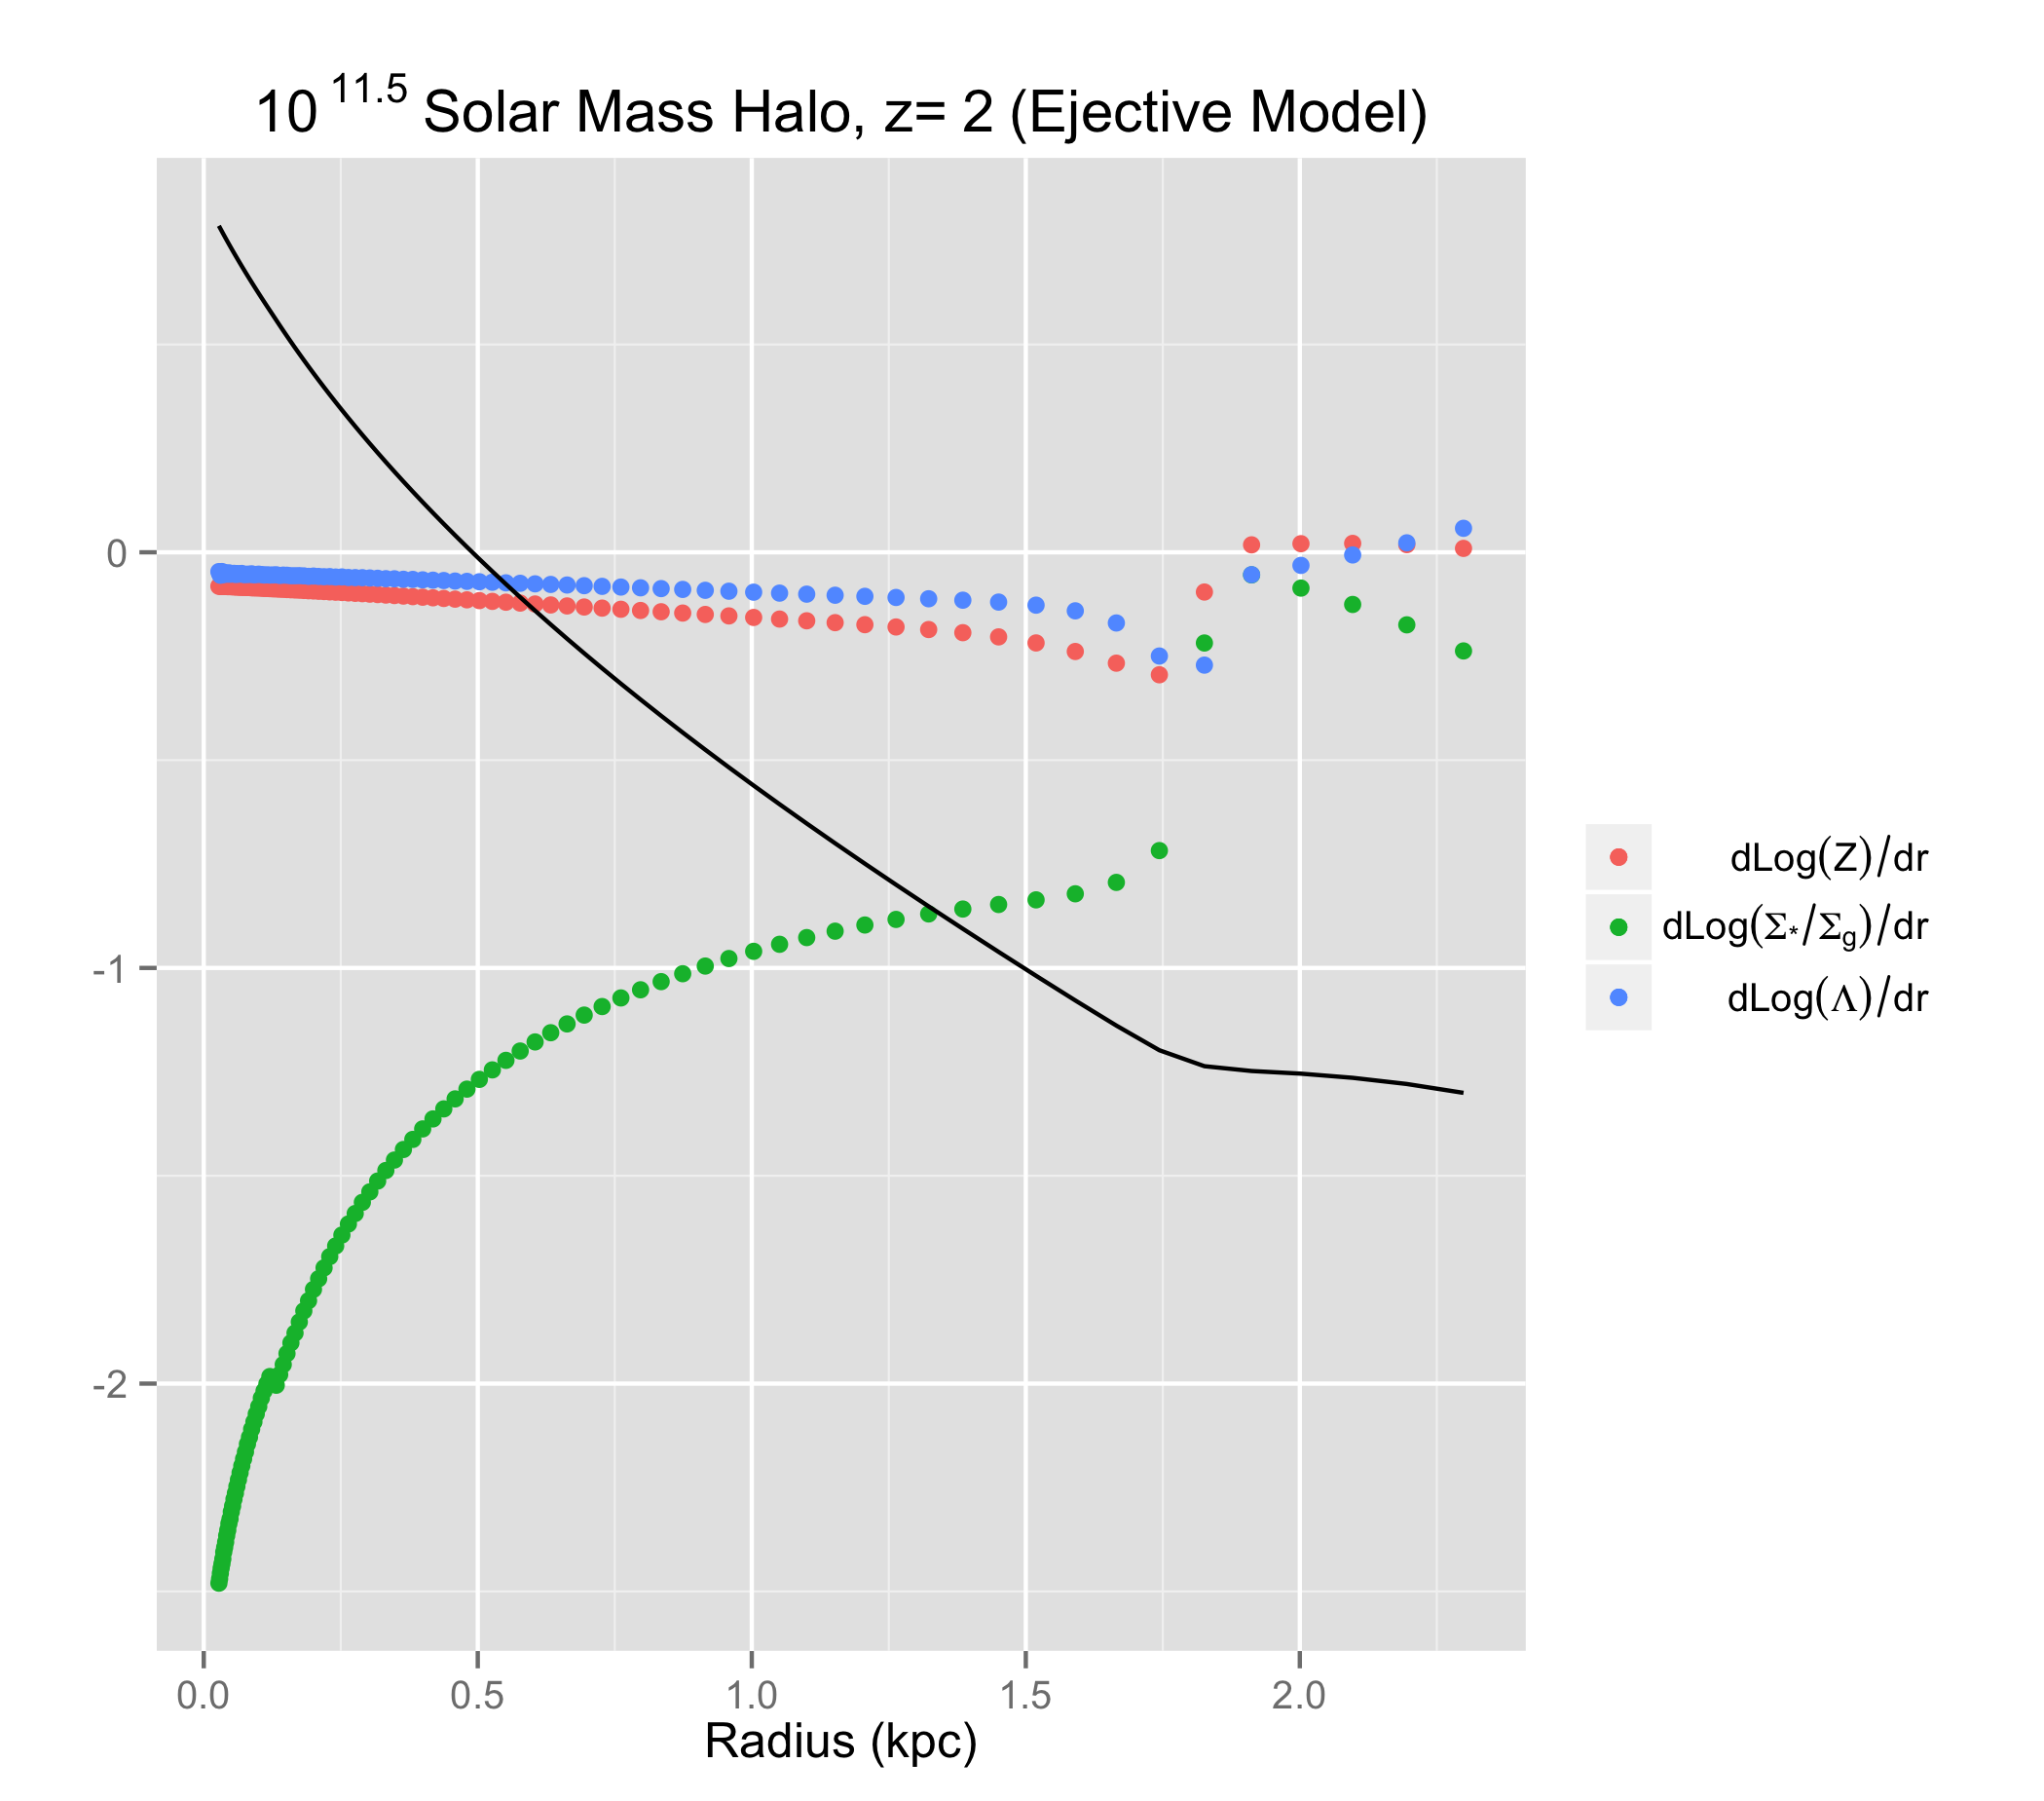 10^11.5 Solar Mass Halo, z= 2 (Ejective Model)
0
-1
-2
0.0 0.5 1.0 1.5 2.0
Radius (kpc)
dLog(Z)/dr
dLog(Σ*/Σg)/dr
dLog(Λ)/dr